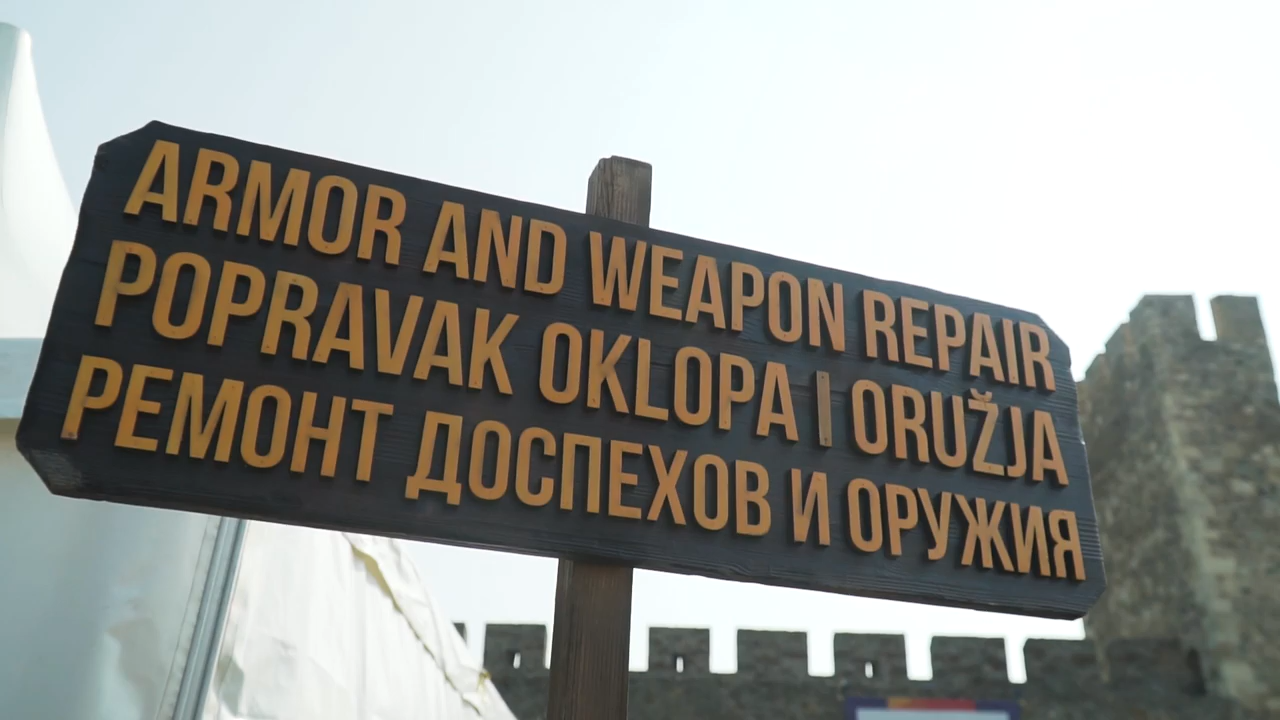 ARMOR AND WEAPON REPAIR
POPRAVAK OKLOPA I ORUŽJA
РЕМОНТ ДОСПЕХОВ И ОРУЖИЯ